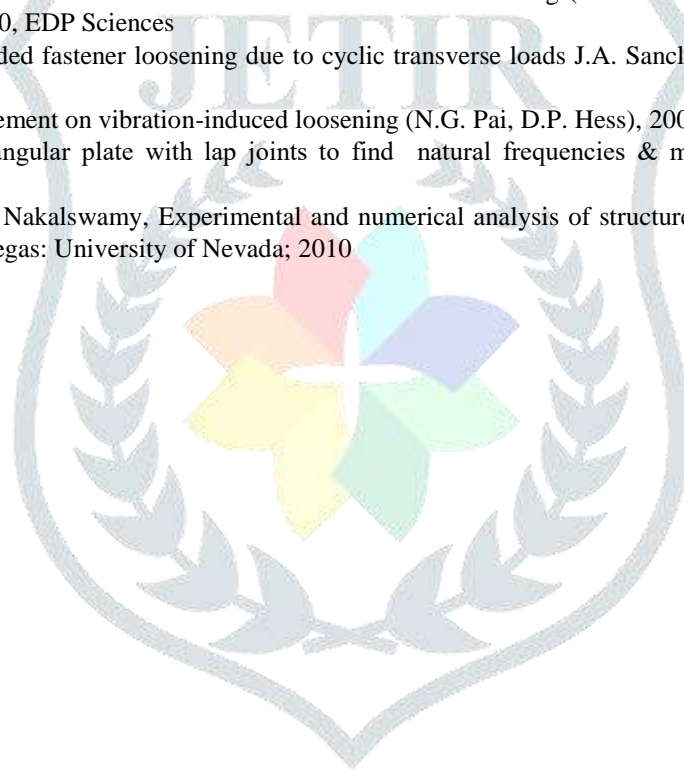 0, EDP Sciences
ded fastener loosening due to cyclic transverse loads J.A. Sancl
JETIR
ement on vibration-induced loosening (N.G. Pai, D.P. Hess), 200
angular plate with lap joints to find natural frequencies & m
Nakalswamy, Experimental and numerical analysis of structure
egas: University of Nevada; 2010